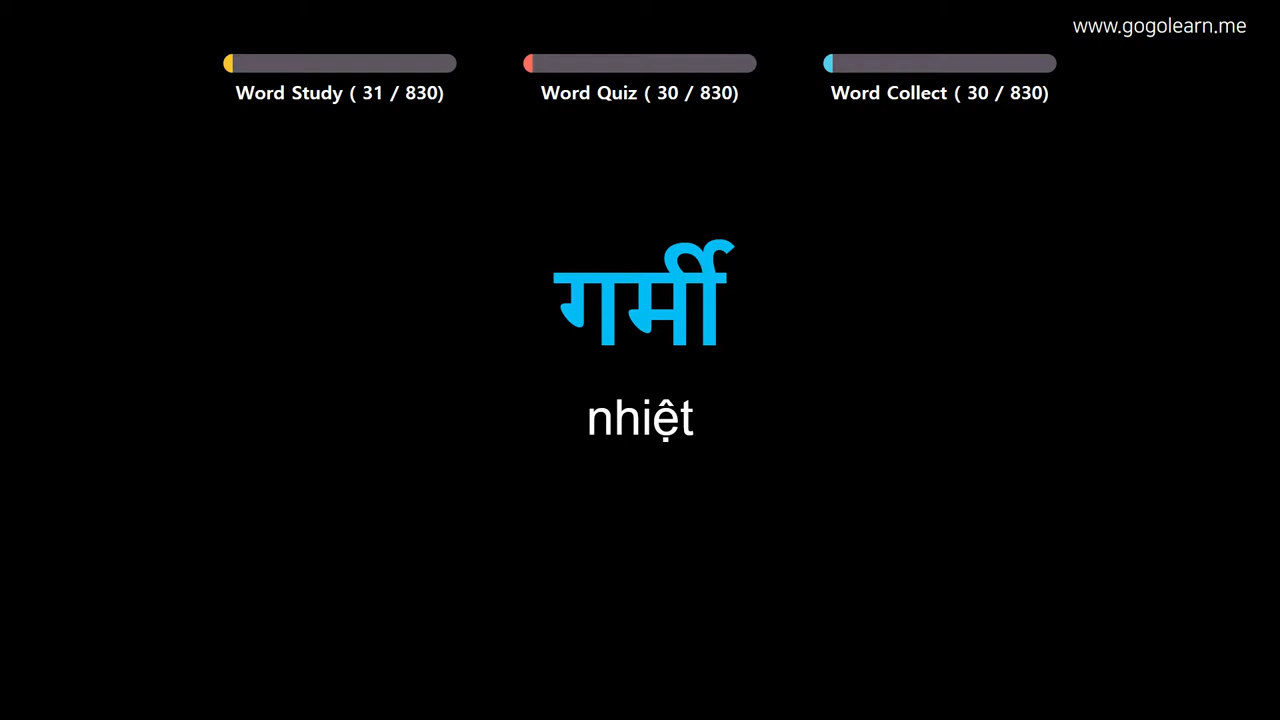 www.gogolearn.me
Word Study ( 31 / 830)
Word Quiz ( 30 / 830)
Word Collect ( 30 / 830)
गर्मी
nhiệt